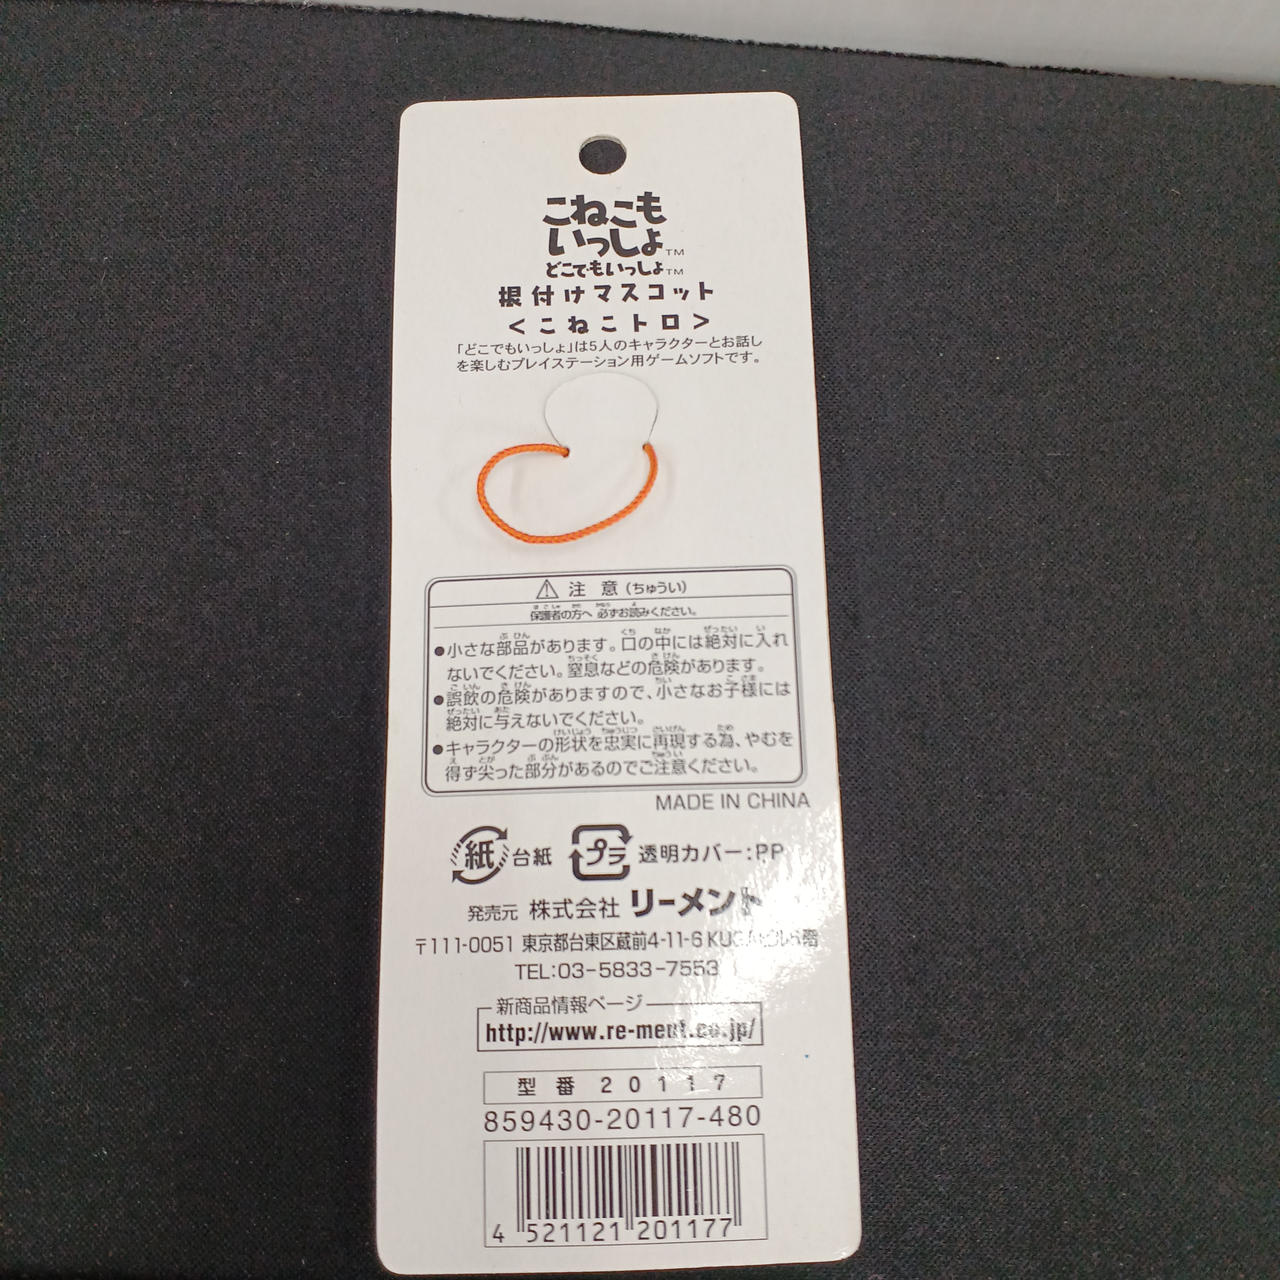 こねこも
いっしょ™
どこでもいっしょ™
根付けマスコット
<こねこトロ>
「どこでもいっしょ」は5人のキャラクターとお話し
を楽しむプレイステーション用ゲームソフトです。
⚠ 注 意 (ちゅうい)
保護者の方へ 必ずお読みください。
●小さな部品があります。口の中には絶対に入れ
ないでください。窒息などの危険があります。
●誤飲の危険がありますので、小さなお子様には
絶対に与えないでください。
●キャラクターの形状を忠実に再現する為、やむを
得ず尖った部分があるのでご注意ください。
MADE IN CHINA
紙 台紙 プラ 透明カバー:PP
発売元 株式会社 リーメント
〒111-0051 東京都台東区蔵前4-11-6
TEL:03-5833-7553
新商品情報ページ
http://www.re-ment.co.jp/
型番 20117
859430-20117-480
4 521121 201177